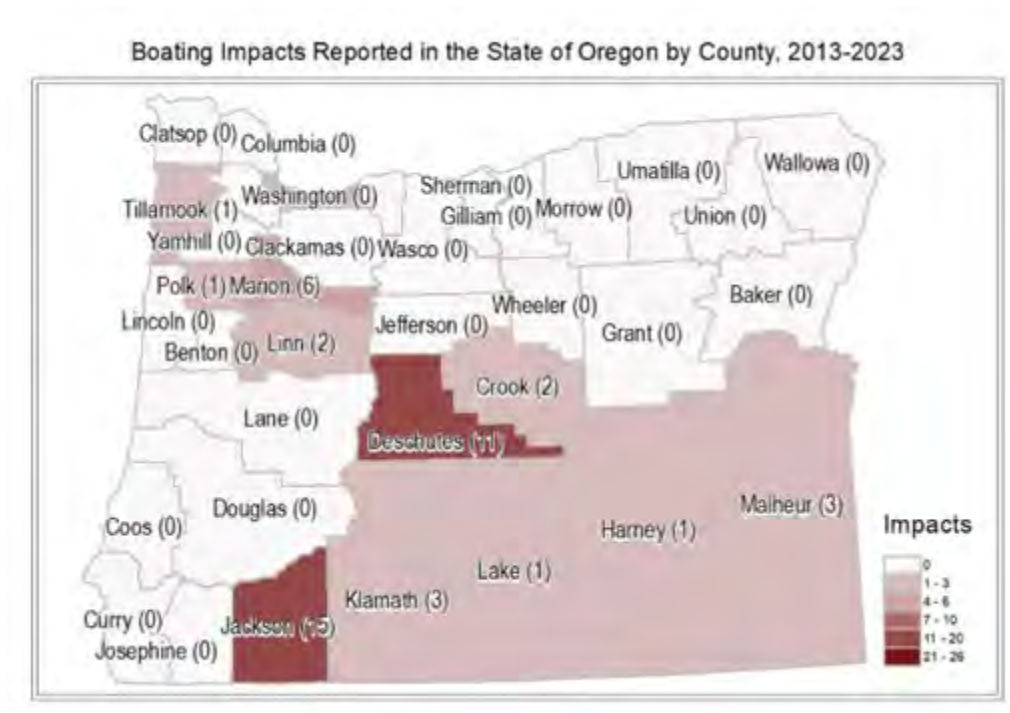 Boating Impacts Reported in the State of Oregon by County, 2013-2023
Clatsop (0)
Columbia (0)
Tillamook (1)
Washington (0)
Sherman (0)
Gilliam (0)
Morrow (0)
Umatilla (0)
Union (0)
Wallowa (0)
Yamhill (0)
Clackamas (0)
Wasco (0)
Polk (1)
Marion (6)
Lincoln (0)
Benton (0)
Linn (2)
Jefferson (0)
Wheeler (0)
Grant (0)
Baker (0)
Crook (2)
Lane (0)
Deschutes (11)
Douglas (0)
Coos (0)
Malheur (3)
Harney (1)
Lake (1)
Klamath (3)
Curry (0)
Josephine (0)
Jackson (15)
Impacts
0
1 - 3
4 - 6
7 - 10
11 - 20
21 - 26